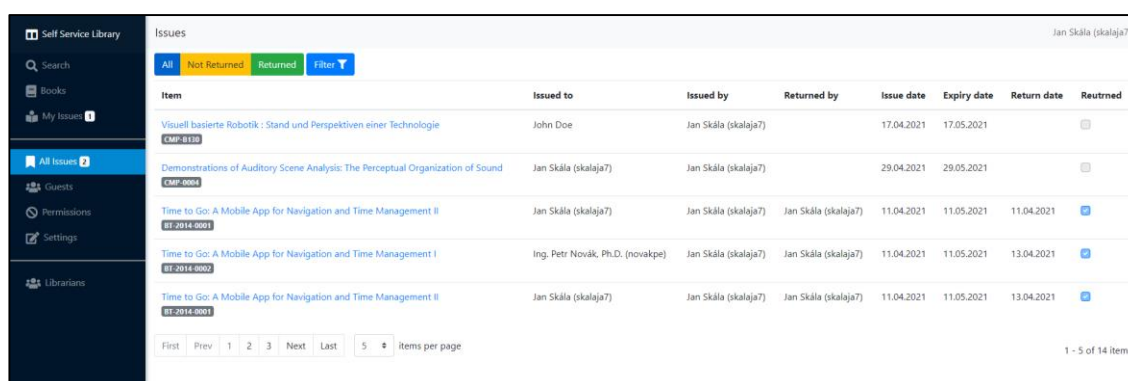 Self Service Library
Issues
Jan Skála (skalaja7
Search
Books
My Issues 1
All Issues 2
Guests
Permissions
Settings
Librarians
All Not Returned Returned Filter
Item Issued to Issued by Returned by Issue date Expiry date Return date Reutrned
Visuell basierte Robotik : Stand und Perspektiven einer Technologie John Doe Jan Skála (skalaja7) 17.04.2021 17.05.2021
CMP-B130
Demonstrations of Auditory Scene Analysis: The Perceptual Organization of Sound Jan Skála (skalaja7) Jan Skála (skalaja7) 29.04.2021 29.05.2021
CMP-0004
Time to Go: A Mobile App for Navigation and Time Management II Jan Skála (skalaja7) Jan Skála (skalaja7) Jan Skála (skalaja7) 11.04.2021 11.05.2021 11.04.2021
BT-2014-0001
Time to Go: A Mobile App for Navigation and Time Management I Ing. Petr Novák, Ph.D. (novakpe) Jan Skála (skalaja7) Jan Skála (skalaja7) 11.04.2021 11.05.2021 13.04.2021
BT-2014-0002
Time to Go: A Mobile App for Navigation and Time Management II Jan Skála (skalaja7) Jan Skála (skalaja7) Jan Skála (skalaja7) 11.04.2021 11.05.2021 13.04.2021
BT-2014-0001
First Prev 1 2 3 Next Last 5 items per page
1 - 5 of 14 item